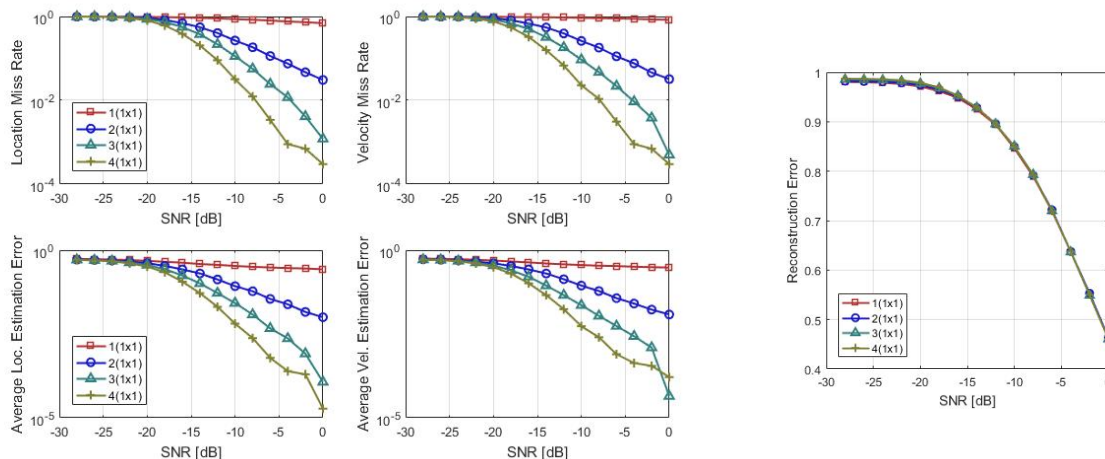 Location Miss Rate
10^0
10^-2
10^-4
1(1x1)
2(1x1)
3(1x1)
4(1x1)
-30 -25 -20 -15 -10 -5 0
SNR [dB]
Velocity Miss Rate
10^0
10^-2
10^-4
-30 -25 -20 -15 -10 -5 0
SNR [dB]
Average Loc. Estimation Error
10^0
10^-5
1(1x1)
2(1x1)
3(1x1)
4(1x1)
-30 -25 -20 -15 -10 -5 0
SNR [dB]
Average Vel. Estimation Error
10^0
10^-5
-30 -25 -20 -15 -10 -5 0
SNR [dB]
Reconstruction Error
1
0.9
0.8
0.7
0.6
0.5
0.4
1(1x1)
2(1x1)
3(1x1)
4(1x1)
-30 -25 -20 -15 -10 -5
SNR [dB]